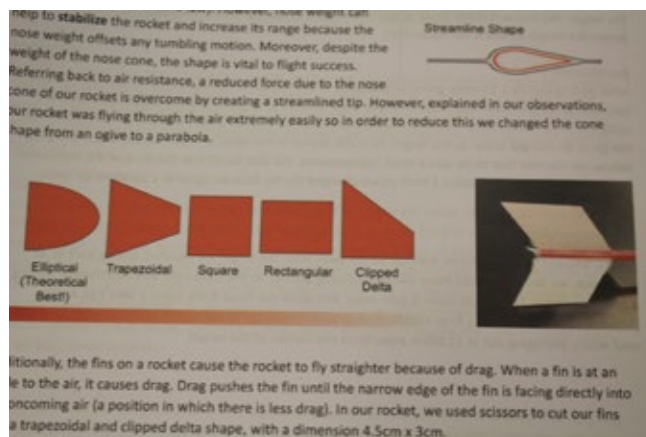 help to stabilize the rocket and increase its range because the
nose weight offsets any tumbling motion. Moreover, despite the
weight of the nose cone, the shape is vital to flight success.
Referring back to air resistance, a reduced force due to the nose
cone of our rocket is overcome by creating a streamlined tip. However, explained in our observations,
our rocket was flying through the air extremely easily so in order to reduce this we changed the cone
hape from an ogive to a parabola.
Streamline Shape
Elliptical
(Theoretical
Best!)
Trapezoidal
Square
Rectangular
Clipped
Delta
litionally, the fins on a rocket cause the rocket to fly straighter because of drag. When a fin is at an
le to the air, it causes drag. Drag pushes the fin until the narrow edge of the fin is facing directly into
oncoming air (a position in which there is less drag). In our rocket, we used scissors to cut our fins
a trapezoidal and clipped delta shape, with a dimension 4.5cm x 3cm.